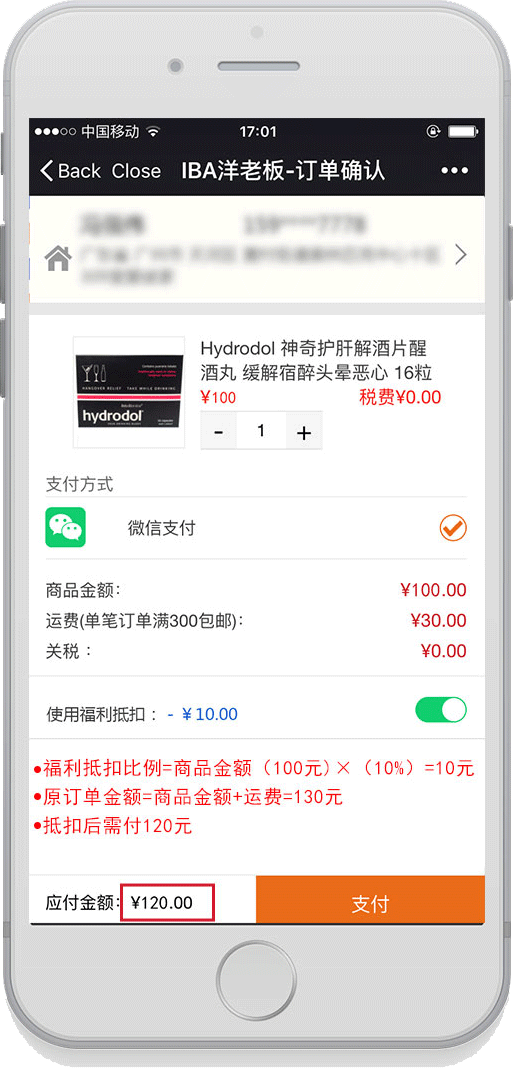 中国移动
17:01
Back Close IBA洋老板-订单确认
Hydrodol 神奇护肝解酒片醒
酒丸 缓解宿醉头晕恶心 16粒
¥100
税费¥0.00
- 1 +
HANGOVER RELIEF TAKE WHILE DRINKING
hydrodol
支付方式
微信支付
商品金额:
¥100.00
运费(单笔订单满300包邮):
¥30.00
关税：
¥0.00
使用福利抵扣：- ￥10.00
●福利抵扣比例=商品金额（100元)×（10%）=10元
●原订单金额=商品金额+运费=130元
●抵扣后需付120元
应付金额: ¥120.00
支付